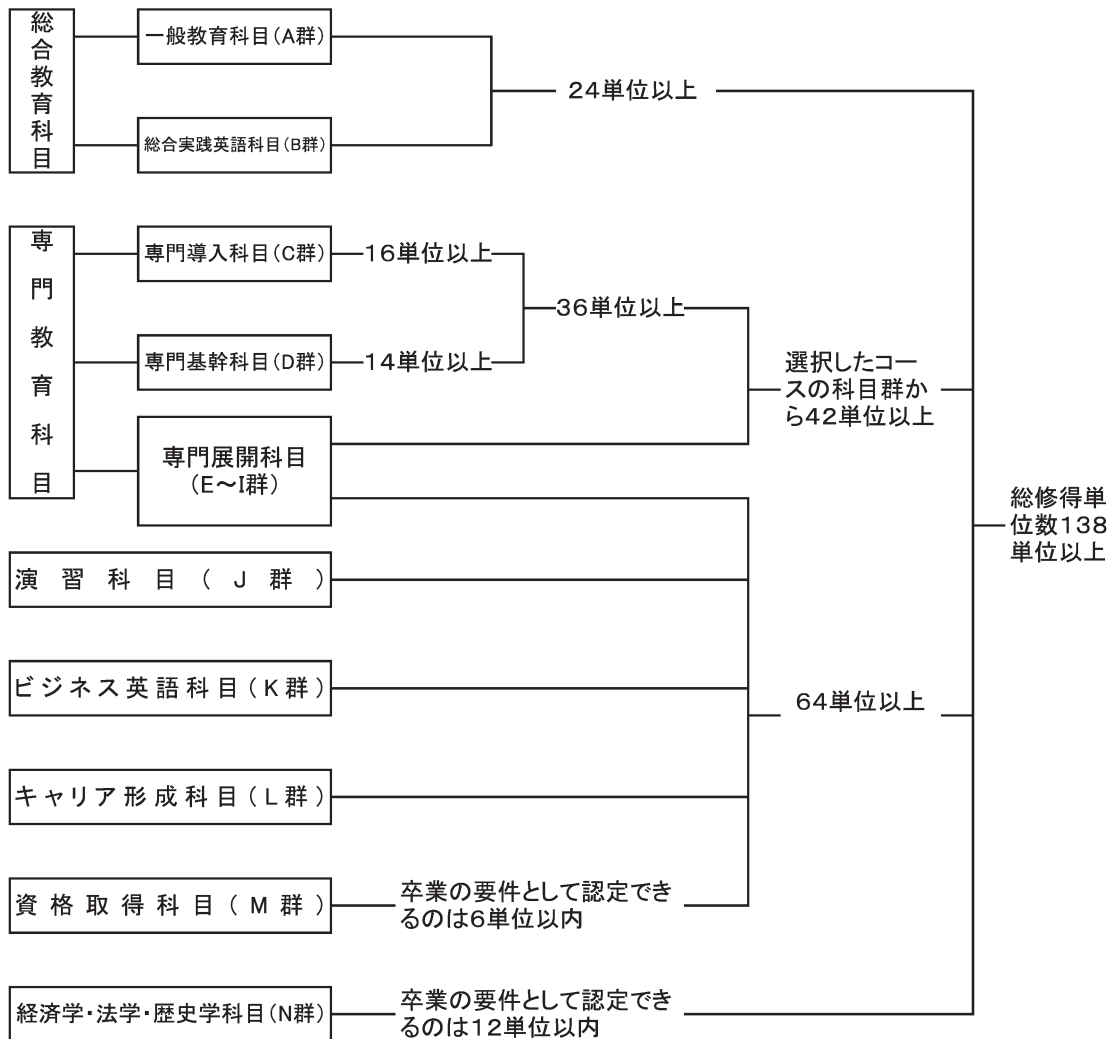 総合教育科目
一般教育科目（A群）
24単位以上
総合実践英語科目（B群）
専門教育科目
専門導入科目（C群）
16単位以上
36単位以上
専門基幹科目（D群）
14単位以上
選択したコー
スの科目群か
ら42単位以上
専門展開科目
（E～I群）
総修得単
位数138
単位以上
演習科目（J群）
ビジネス英語科目（K群）
64単位以上
キャリア形成科目（L群）
資格取得科目（M群）
卒業の要件として認定でき
るのは6単位以内
経済学・法学・歴史学科目（N群）
卒業の要件として認定でき
るのは12単位以内